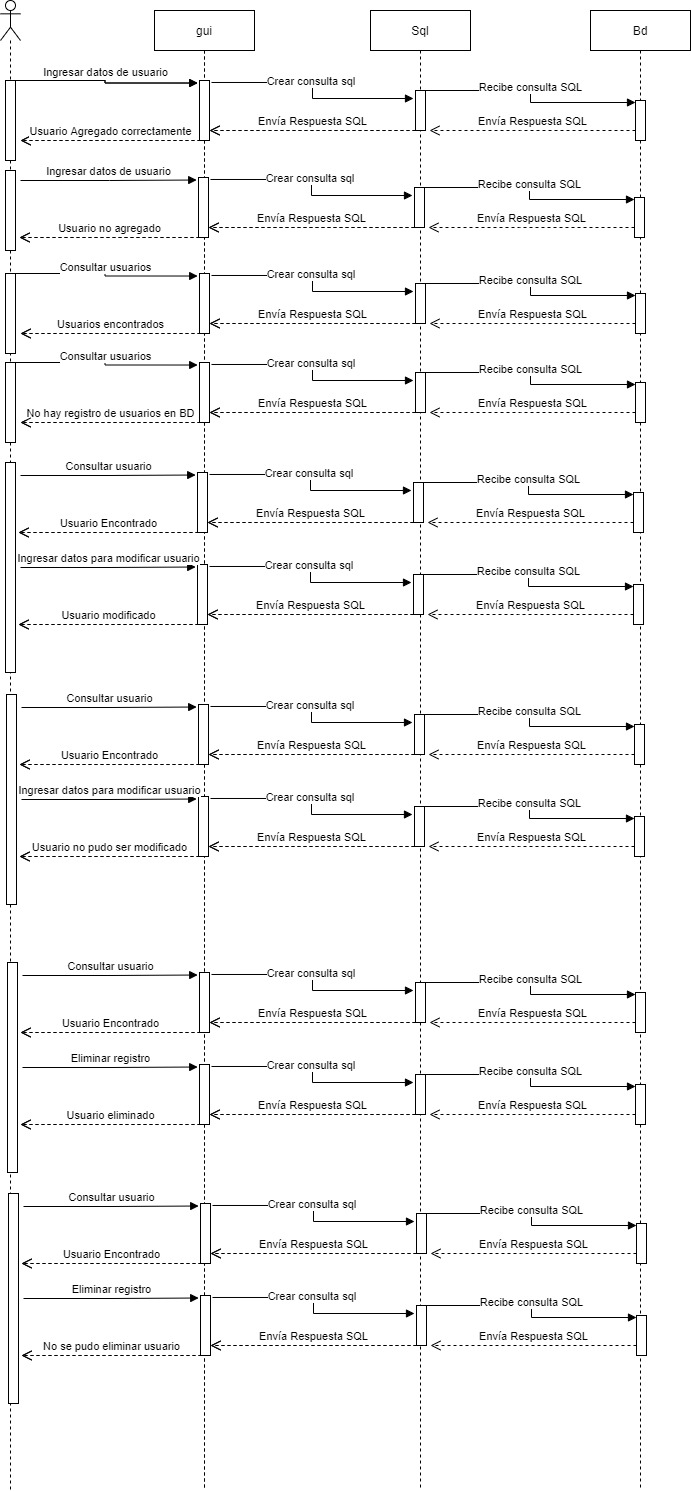 gui
Sql
Bd
Ingresar datos de usuario
Crear consulta sql
Recibe consulta SQL
Usuario Agregado correctamente
Envía Respuesta SQL
Envía Respuesta SQL
Ingresar datos de usuario
Crear consulta sql
Recibe consulta SQL
Usuario no agregado
Envía Respuesta SQL
Envía Respuesta SQL
Consultar usuarios
Crear consulta sql
Recibe consulta SQL
Usuarios encontrados
Envía Respuesta SQL
Envía Respuesta SQL
Consultar usuarios
Crear consulta sql
Recibe consulta SQL
No hay registro de usuarios en BD
Envía Respuesta SQL
Envía Respuesta SQL
Consultar usuario
Crear consulta sql
Recibe consulta SQL
Usuario Encontrado
Envía Respuesta SQL
Envía Respuesta SQL
Ingresar datos para modificar usuario
Crear consulta sql
Recibe consulta SQL
Usuario modificado
Envía Respuesta SQL
Envía Respuesta SQL
Consultar usuario
Crear consulta sql
Recibe consulta SQL
Usuario Encontrado
Envía Respuesta SQL
Envía Respuesta SQL
Ingresar datos para modificar usuario
Crear consulta sql
Recibe consulta SQL
Usuario no pudo ser modificado
Envía Respuesta SQL
Envía Respuesta SQL
Consultar usuario
Crear consulta sql
Recibe consulta SQL
Usuario Encontrado
Envía Respuesta SQL
Envía Respuesta SQL
Eliminar registro
Crear consulta sql
Recibe consulta SQL
Usuario eliminado
Envía Respuesta SQL
Envía Respuesta SQL
Consultar usuario
Crear consulta sql
Recibe consulta SQL
Usuario Encontrado
Envía Respuesta SQL
Envía Respuesta SQL
Eliminar registro
Crear consulta sql
Recibe consulta SQL
No se pudo eliminar usuario
Envía Respuesta SQL
Envía Respuesta SQL